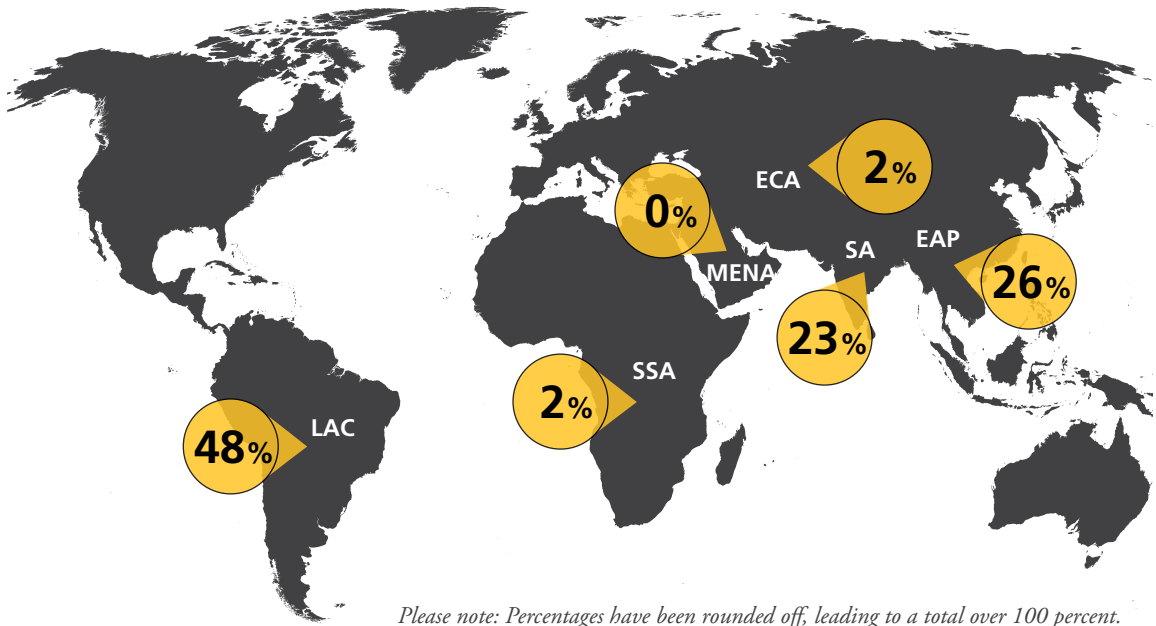 ECA
2%
0%
SA
EAP
MENA
26%
23%
SSA
2%
LAC
48%
Please note: Percentages have been rounded off, leading to a total over 100 percent.